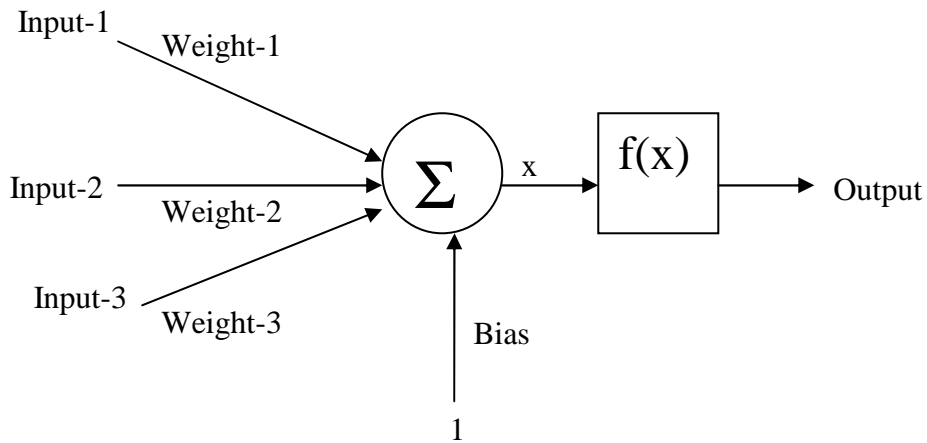 Input-1
Weight-1
Input-2
Weight-2
Input-3
Weight-3
Σ
x
f(x)
Output
Bias
1